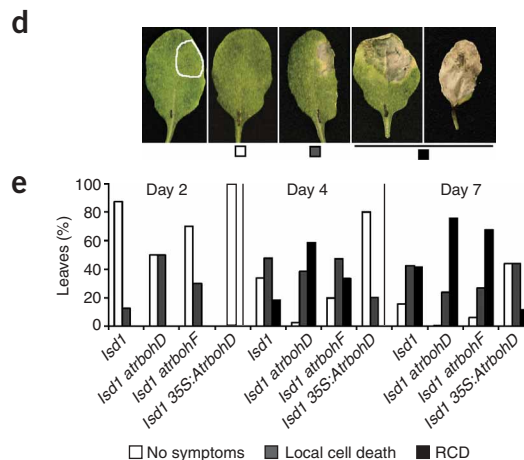 d
e
Leaves (%)
100
80
60
40
20
0
Day 2
Day 4
Day 7
lsd1
lsd1 atrbohD
lsd1 atrbohF
lsd1 35S:AtrbohD
lsd1
lsd1 atrbohD
lsd1 atrbohF
lsd1 35S:AtrbohD
lsd1
lsd1 atrbohD
lsd1 atrbohF
lsd1 35S:AtrbohD
No symptoms
Local cell death
RCD